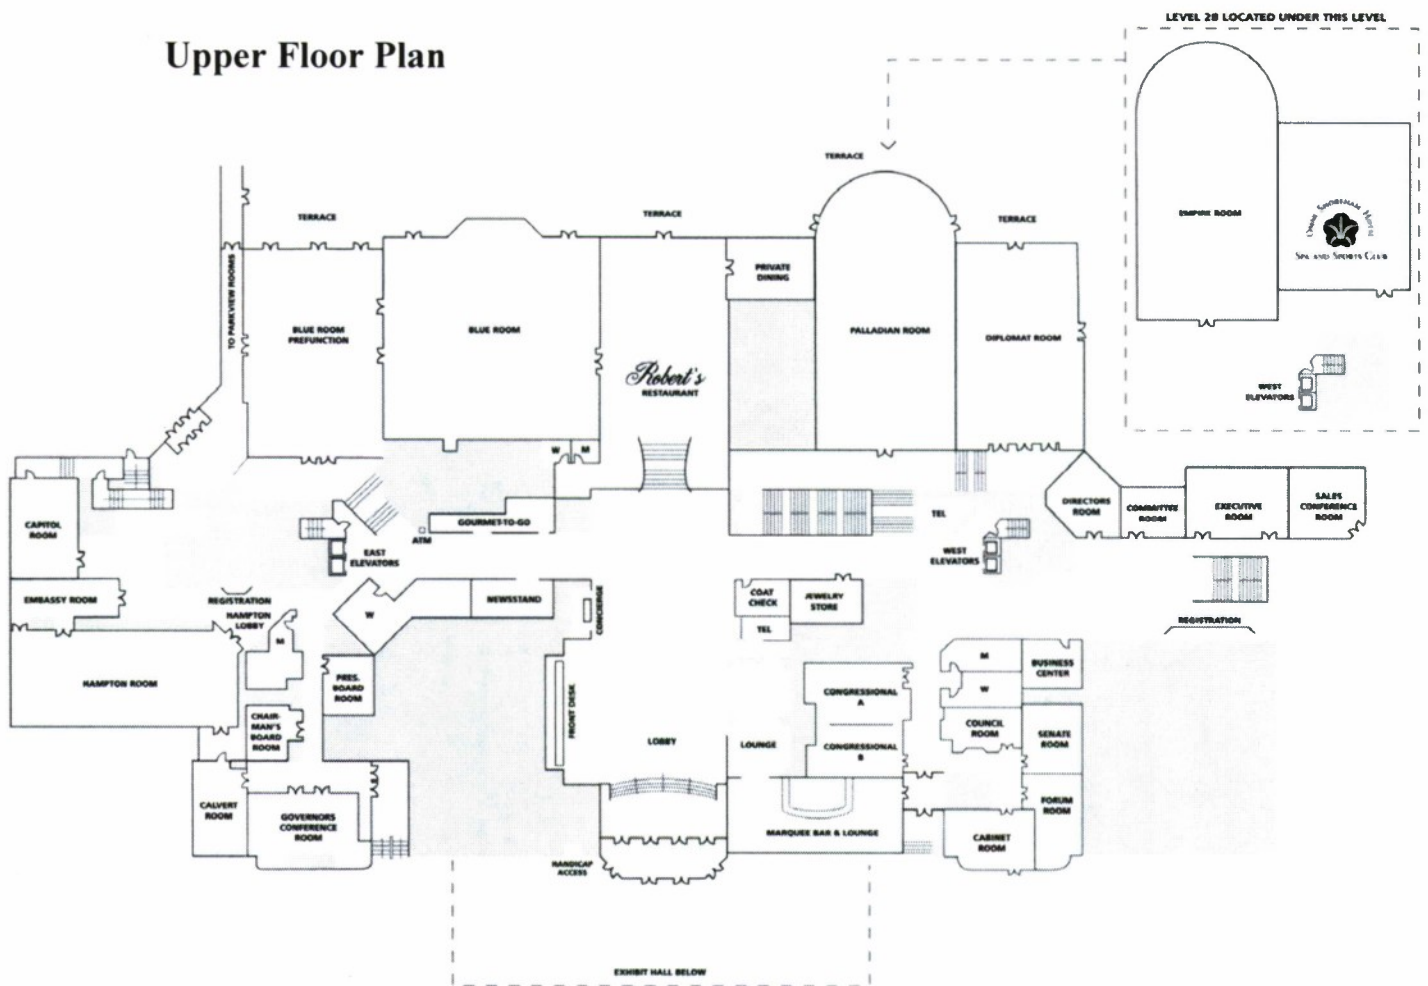 LEVEL 2B LOCATED UNDER THIS LEVEL
Upper Floor Plan
TERRACE
TERRACE
TERRACE
TERRACE
EMPIRE ROOM
OMNI SHOREHAM HOTEL
SPA AND SPORTS CLUB
TO PARKVIEW ROOMS
PRIVATE
DINING
BLUE ROOM
PREFUNCTION
BLUE ROOM
PALLADIAN ROOM
DIPLOMAT ROOM
Robert's
RESTAURANT
WEST
ELEVATORS
W
M
CAPITOL
ROOM
GOURMET-TO-GO
ATM
TEL
DIRECTORS
ROOM
COMMITTEE
ROOM
EXECUTIVE
ROOM
SALES
CONFERENCE
ROOM
EAST
ELEVATORS
WEST
ELEVATORS
EMBASSY ROOM
REGISTRATION
HAMPTON
LOBBY
W
NEWSSTAND
CONCIERGE
COAT
CHECK
JEWELRY
STORE
TEL
REGISTRATION
M
HAMPTON ROOM
PRES.
BOARD
ROOM
M
W
BUSINESS
CENTER
CHAIR-
MAN'S
BOARD
ROOM
FRONT DESK
LOBBY
LOUNGE
CONGRESSIONAL
A
CONGRESSIONAL
B
COUNCIL
ROOM
SENATE
ROOM
CALVERT
ROOM
GOVERNORS
CONFERENCE
ROOM
MARQUEE BAR & LOUNGE
FORUM
ROOM
CABINET
ROOM
HANDICAP
ACCESS
EXHIBIT HALL BELOW